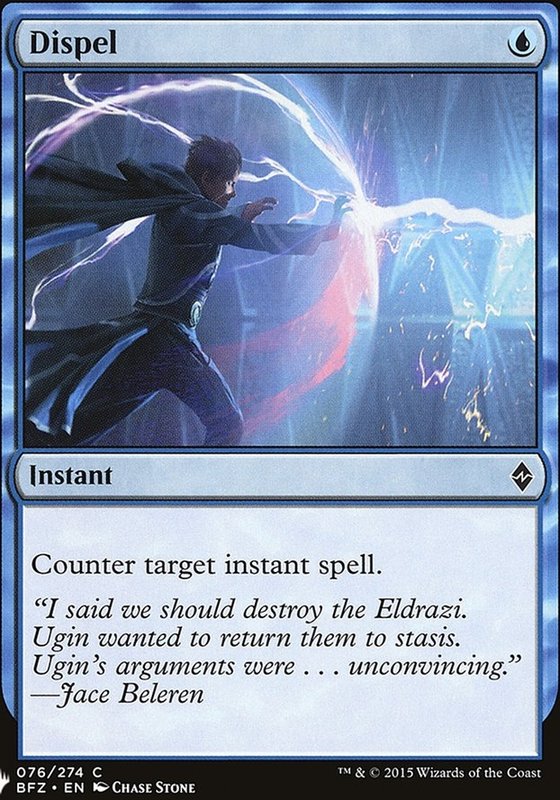 Dispel
Instant
Counter target instant spell.
“I said we should destroy the Eldrazi.
Ugin wanted to return them to stasis.
Ugin’s arguments were . . . unconvincing.”
—Jace Beleren
076/274 C
BFZ • EN Chase Stone
™ & © 2015 Wizards of the Coast